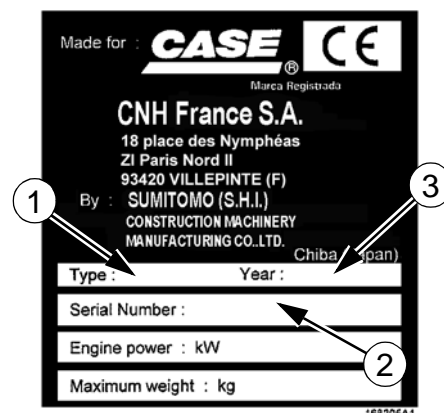 Made for : CASE ® CE
Marca Registrada
CNH France S.A.
18 place des Nymphéas
ZI Paris Nord II
93420 VILLEPINTE (F)
1 3
By : SUMITOMO (S.H.I.)
CONSTRUCTION MACHINERY
MANUFACTURING CO..LTD.
Chiba
Type : Year :
Serial Number :
2
Engine power : kW
Maximum weight : kg